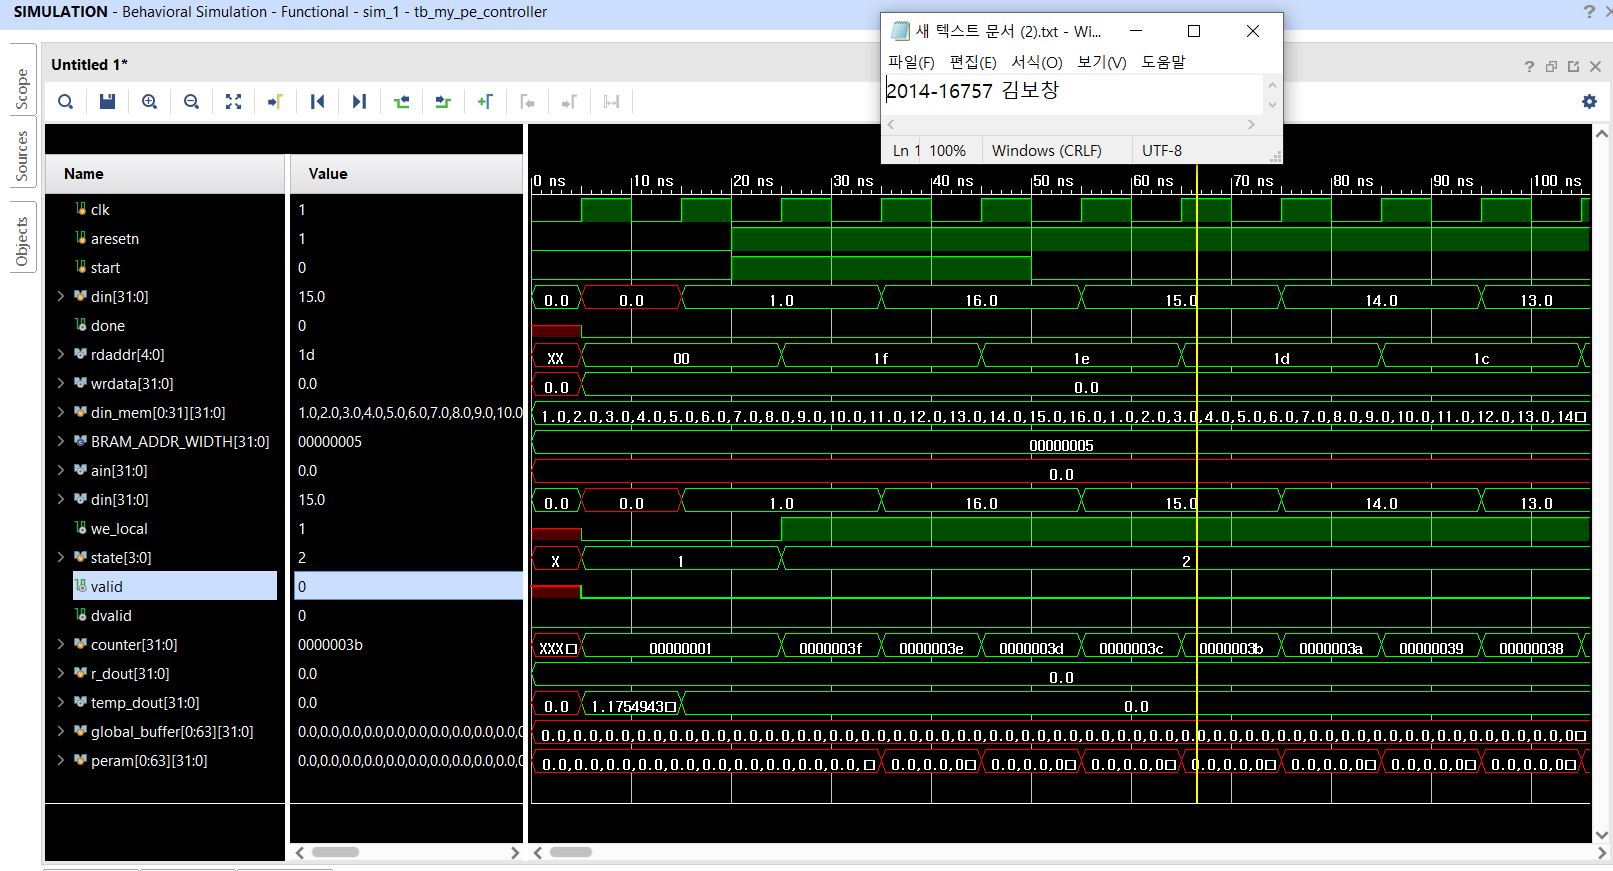 SIMULATION - Behavioral Simulation - Functional - sim_1 - tb_my_pe_controller
새 텍스트 문서 (2).txt - Wi...
파일(F) 편집(E) 서식(O) 보기(V) 도움말
2014-16757 김보창
Ln 1 100% Windows (CRLF) UTF-8
Scope
Sources
Objects
Untitled 1*
Name Value
0 ns 10 ns 20 ns 30 ns 40 ns 50 ns 60 ns 70 ns 80 ns 90 ns 100 ns
clk 1
aresetn 1
start 0
din[31:0] 15.0 0.0 0.0 1.0 16.0 15.0 14.0 13.0
done 0
rdaddr[4:0] 1d XX 00 1f 1e 1d 1c
wrdata[31:0] 0.0 0.0 0.0
din_mem[0:31][31:0] 1.0,2.0,3.0,4.0,5.0,6.0,7.0,8.0,9.0,10.0 1.0,2.0,3.0,4.0,5.0,6.0,7.0,8.0,9.0,10.0,11.0,12.0,13.0,14.0,15.0,16.0,1.0,2.0,3.0,4.0,5.0,6.0,7.0,8.0,9.0,10.0,11.0,12.0,13.0,14
BRAM_ADDR_WIDTH[31:0] 00000005 00000005
ain[31:0] 0.0 0.0
din[31:0] 15.0 0.0 0.0 1.0 16.0 15.0 14.0 13.0
we_local 1
state[3:0] 2 X 1 2
valid 0
dvalid 0
counter[31:0] 0000003b XXX 00000001 0000003f 0000003e 0000003d 0000003c 0000003b 0000003a 00000039 00000038
r_dout[31:0] 0.0 0.0
temp_dout[31:0] 0.0 0.0 1.1754943 0.0
global_buffer[0:63][31:0] 0.0,0.0,0.0,0.0,0.0,0.0,0.0,0.0,0.0,0.0,0 0.0,0.0,0.0,0.0,0.0,0.0,0.0,0.0,0.0,0.0,0.0,0.0,0.0,0.0,0.0,0.0,0.0,0.0,0.0,0.0,0.0,0.0,0.0,0.0,0.0,0.0,0.0,0.0,0.0,0.0,0.0,0.0,0
peram[0:63][31:0] 0.0,0.0,0.0,0.0,0.0,0.0,0.0,0.0,0.0,0.0,0 0.0,0.0,0.0,0.0,0.0,0.0,0.0,0.0,0.0,0.0, 0.0,0.0,0.0,0 0.0,0.0,0.0,0 0.0,0.0,0.0,0 0.0,0.0,0.0,0 0.0,0.0,0.0,0 0.0,0.0,0.0,0 0.0,0.0,0.0,0